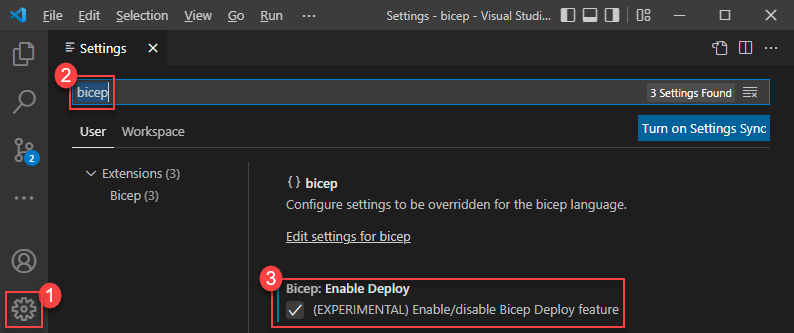 File Edit Selection View Go Run ··· Settings - bicep - Visual Studi...
Settings
2
bicep
3 Settings Found
User Workspace
Turon on Settings Sync
Extensions (3)
Bicep (3)
{} bicep
Configure settings to be overridden for the bicep language.
Edit settings for bicep
2
3
Bicep: Enable Deploy
(EXPERIMENTAL) Enable/disable Bicep Deploy feature
1